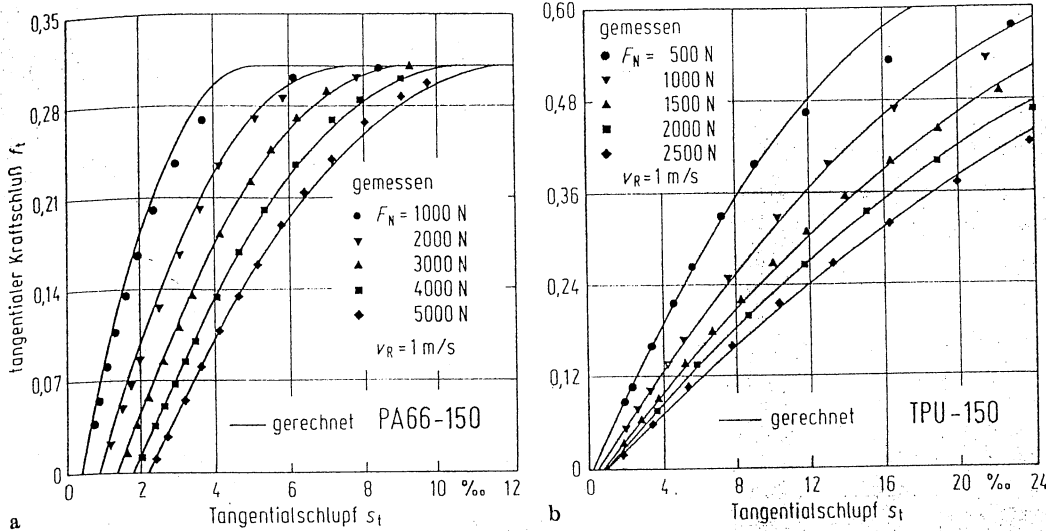 0,35
0,28
0,21
0,14
0,07
0
tangentialer Kraftschluß fₜ
gemessen
F_N = 1000 N
2000 N
3000 N
4000 N
5000 N
v_R = 1 m/s
gerechnet PA66-150
0 2 4 6 8 10 ‰ 12
Tangentialschlupf sₜ
a
0,60
0,48
0,36
0,24
0,12
0
gemessen
F_N = 500 N
1000 N
1500 N
2000 N
2500 N
v_R = 1 m/s
gerechnet TPU-150
0 4 8 12 16 20 ‰ 24
Tangentialschlupf sₜ
b